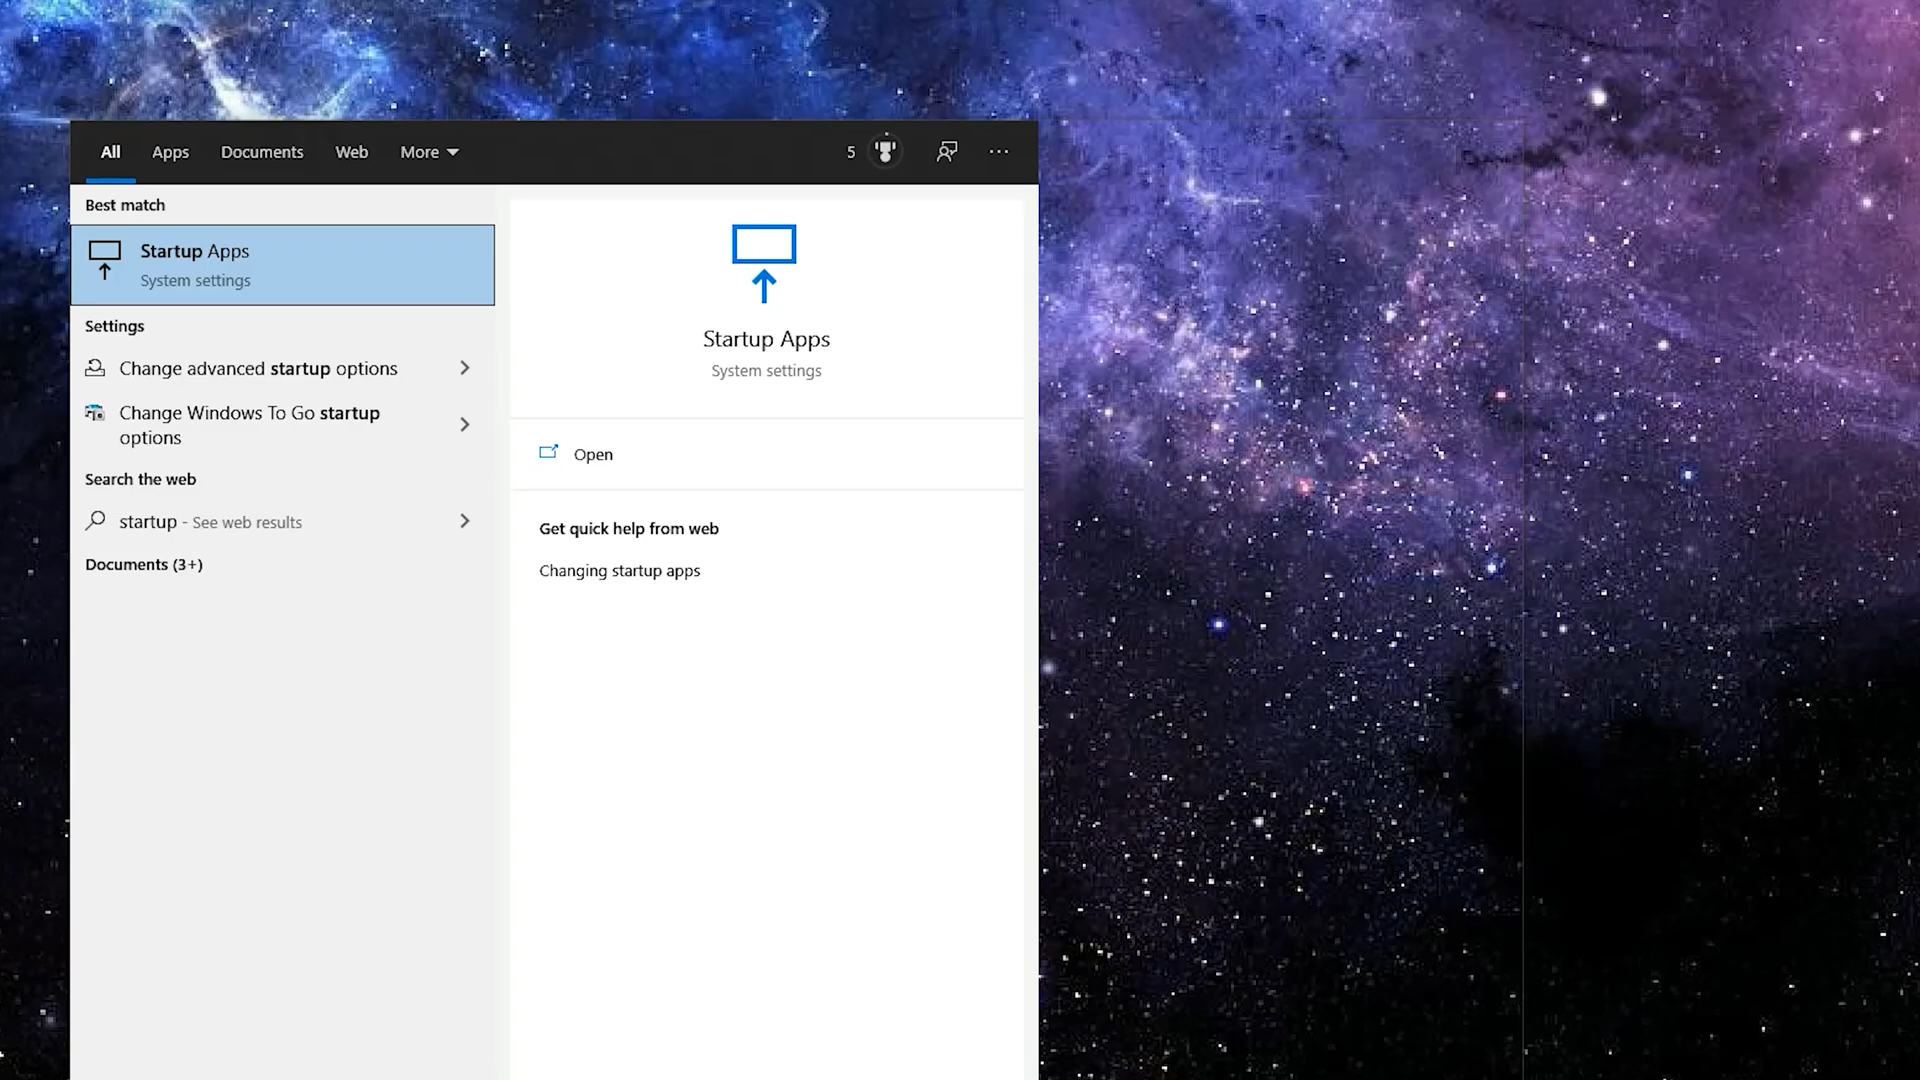 All Apps Documents Web More 5
Best match
Startup Apps
System settings
Settings
Change advanced startup options
Change Windows To Go startup
options
Search the web
startup - See web results
Documents (3+)
Startup Apps
System settings
Open
Get quick help from web
Changing startup apps